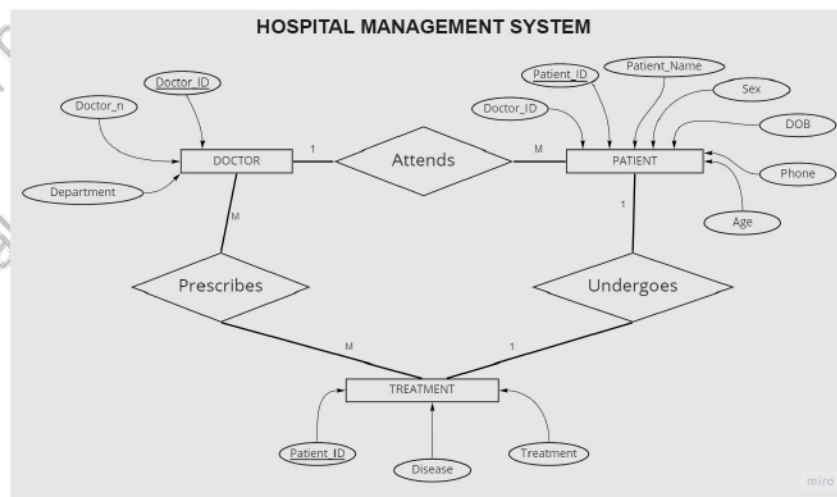 HOSPITAL MANAGEMENT SYSTEM
Doctor_ID
Patient_ID
Patient_Name
Doctor_n
Doctor_ID
Sex
DOB
DOCTOR
1
Attends
M
PATIENT
Department
Phone
Age
M
1
Prescribes
Undergoes
M
1
TREATMENT
Patient_ID
Disease
Treatment
miro